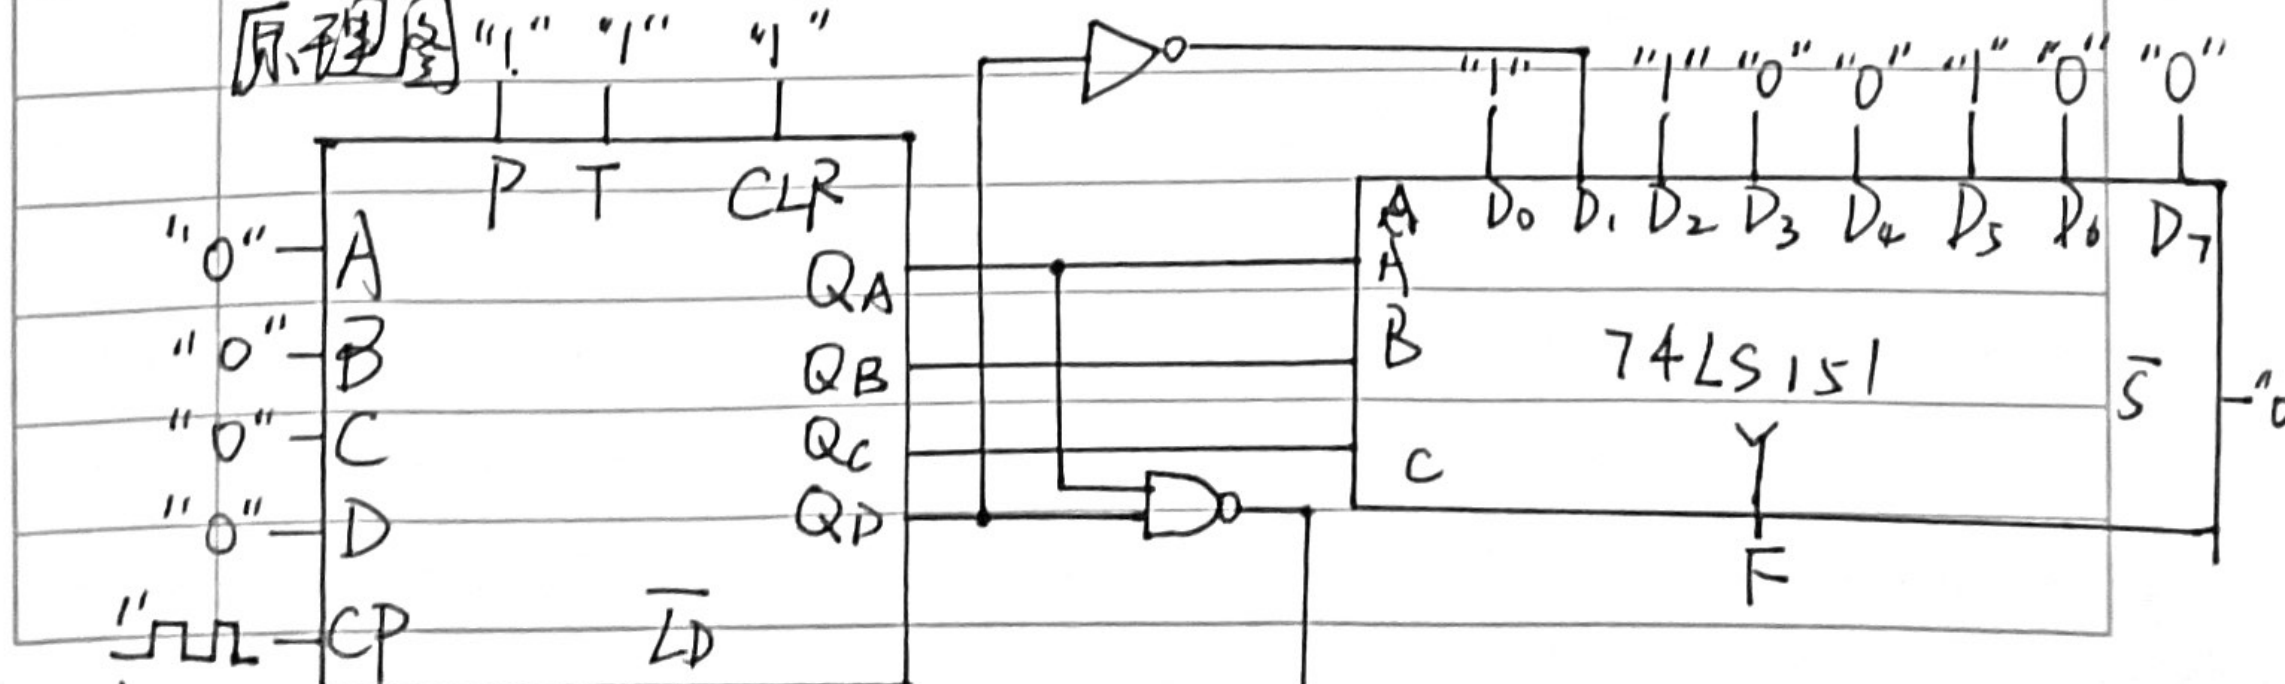 原理图 "1" "1" "1"
"1" "1" "0" "0" "1" "0" "0"
P T CLR
A D0 D1 D2 D3 D4 D5 D6 D7
"0" A QA A
"0" B QB B 74LS151 S̅ "0
"0" C QC C Y
"0" D QD F
CP L̅D̅